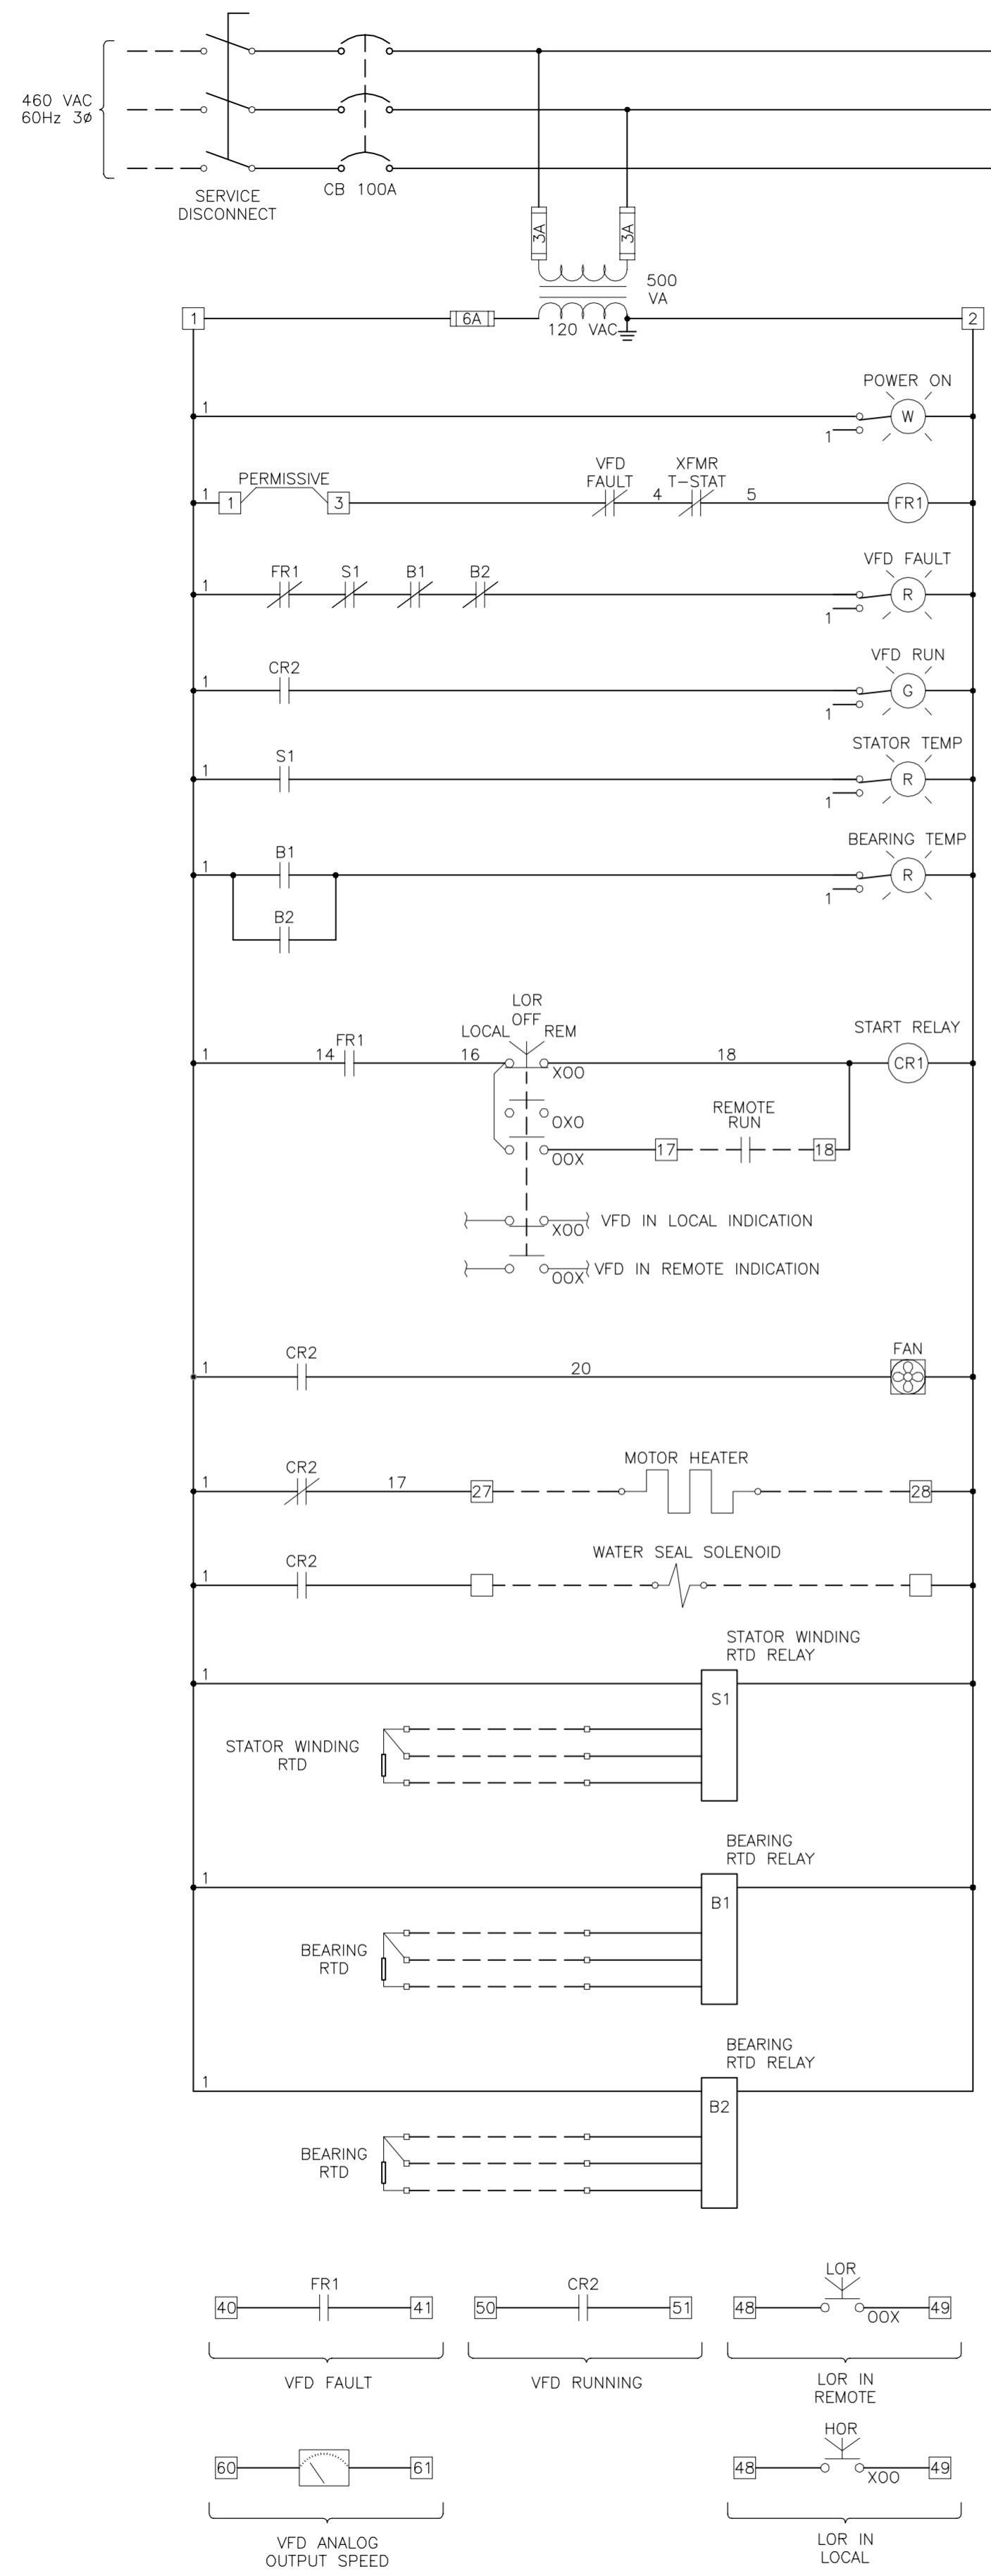 460 VAC
60Hz 3ø
SERVICE
DISCONNECT
CB 100A
3A
3A
500
VA
1
6A
120 VAC
2
POWER ON
1
W
1
PERMISSIVE
VFD
FAULT
XFMR
T-STAT
1
1
3
4
5
FR1
VFD FAULT
FR1
S1
B1
B2
1
R
1
VFD RUN
CR2
1
G
1
STATOR TEMP
S1
1
R
1
BEARING TEMP
B1
1
R
1
B2
LOR
OFF
LOCAL
REM
START RELAY
FR1
1
14
16
18
CR1
XOO
REMOTE
RUN
OXO
17
18
OOX
VFD IN LOCAL INDICATION
XOO
VFD IN REMOTE INDICATION
OOX
FAN
CR2
1
20
MOTOR HEATER
CR2
1
17
27
28
WATER SEAL SOLENOID
CR2
1
STATOR WINDING
RTD RELAY
1
S1
STATOR WINDING
RTD
BEARING
RTD RELAY
1
B1
BEARING
RTD
BEARING
RTD RELAY
1
B2
BEARING
RTD
FR1
40
41
VFD FAULT
CR2
50
51
VFD RUNNING
LOR
48
49
OOX
LOR IN
REMOTE
60
61
VFD ANALOG
OUTPUT SPEED
HOR
48
49
XOO
LOR IN
LOCAL